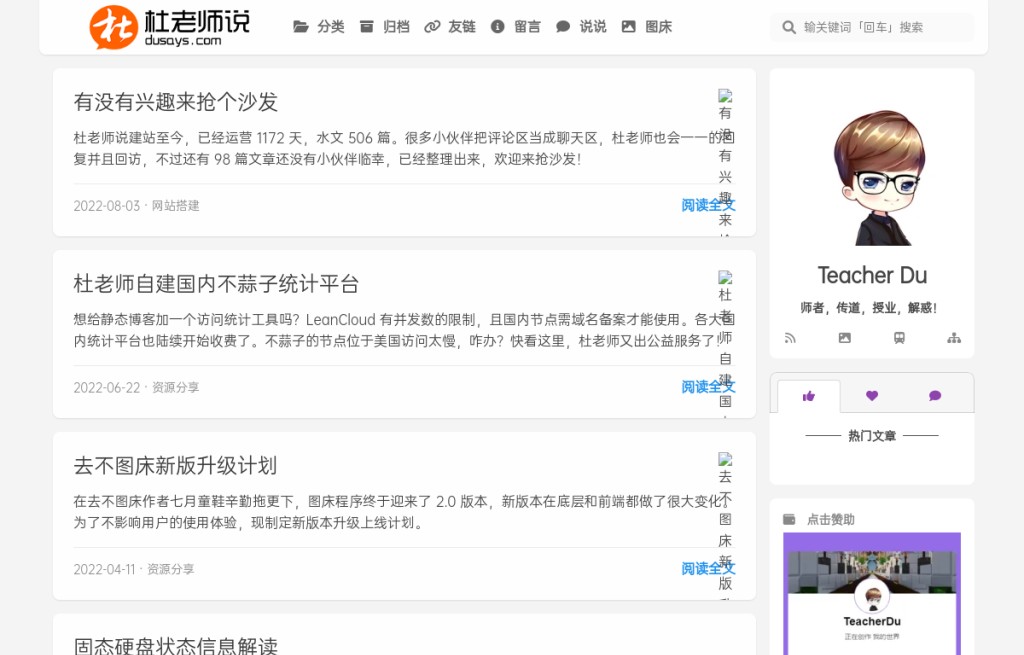 杜老师说
dusays.com
分类 归档 友链 留言 说说 图床
输关键词「回车」搜索
有没有兴趣来抢个沙发
杜老师说建站至今，已经运营 1172 天，水文 506 篇。很多小伙伴把评论区当成聊天区，杜老师也会一一的回
复并且回访，不过还有 98 篇文章还没有小伙伴临幸，已经整理出来，欢迎来抢沙发！
2022-08-03 · 网站搭建
阅读全文
有没有兴趣来抢
杜老师自建国内不蒜子统计平台
想给静态博客加一个访问统计工具吗？LeanCloud 有并发数的限制，且国内节点需域名备案才能使用。各大国
内统计平台也陆续开始收费了。不蒜子的节点位于美国访问太慢，咋办？快看这里，杜老师又出公益服务了！
2022-06-22 · 资源分享
阅读全文
杜老师自建国
去不图床新版升级计划
在去不图床作者七月童鞋辛勤拖更下，图床程序终于迎来了 2.0 版本，新版本在底层和前端都做了很大变化。
为了不影响用户的使用体验，现制定新版本升级上线计划。
2022-04-11 · 资源分享
阅读全文
去不图床新版
固态硬盘状态信息解读
Teacher Du
师者，传道，授业，解惑！
热门文章
点击赞助
TeacherDu
正在创作 我的世界